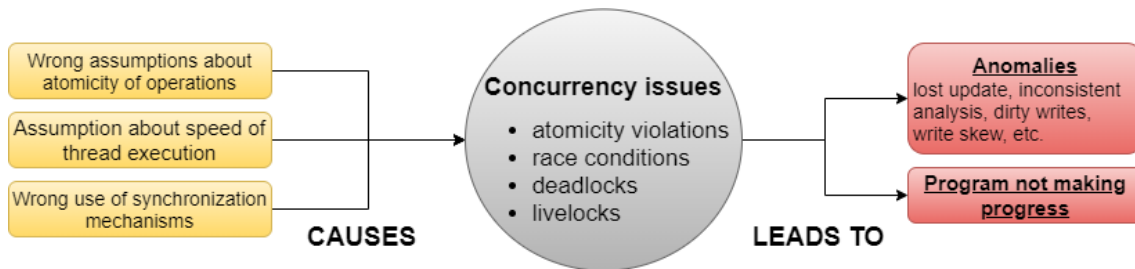 Wrong assumptions about
atomicity of operations
Assumption about speed of
thread execution
Wrong use of synchronization
mechanisms
CAUSES
Concurrency issues
• atomicity violations
• race conditions
• deadlocks
• livelocks
LEADS TO
Anomalies
lost update, inconsistent
analysis, dirty writes,
write skew, etc.
Program not making
progress